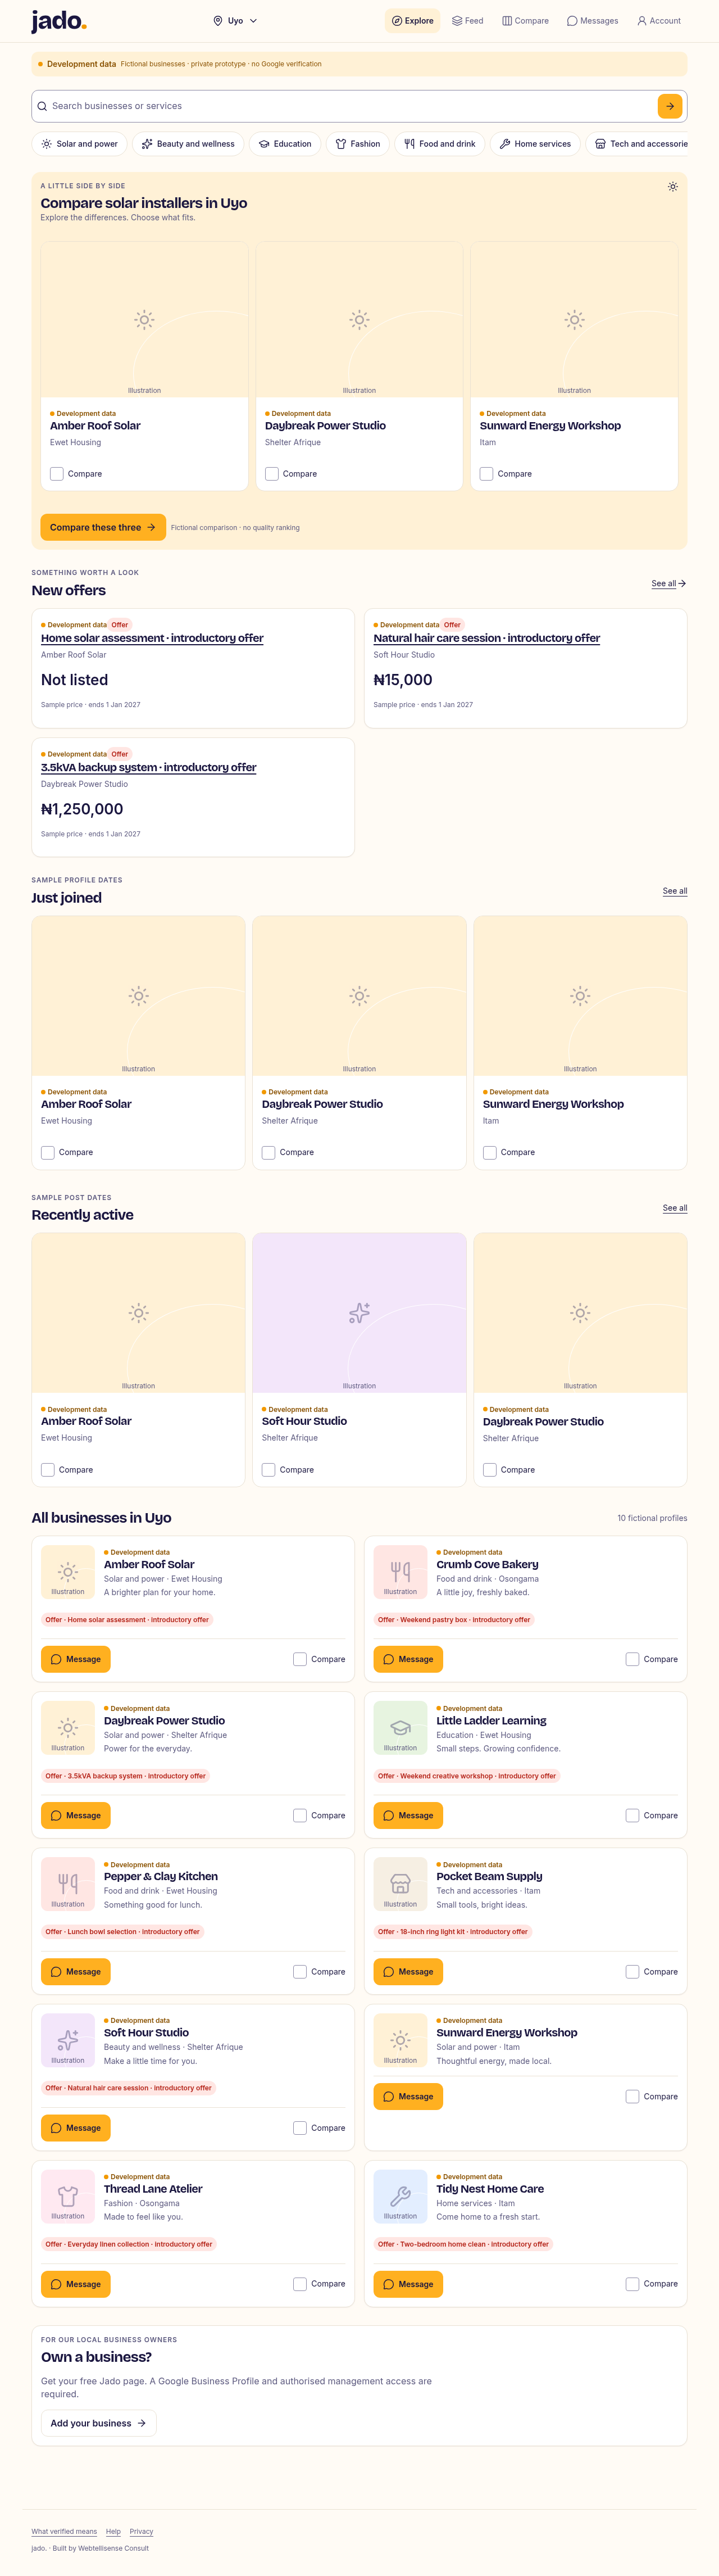 jado.
Uyo
Explore
Feed
Compare
Messages
Account
Development data Fictional businesses · private prototype · no Google verification
Search businesses or services
Solar and power
Beauty and wellness
Education
Fashion
Food and drink
Home services
Tech and accessorie
A LITTLE SIDE BY SIDE
Compare solar installers in Uyo
Explore the differences. Choose what fits.
Illustration
Development data
Amber Roof Solar
Ewet Housing
Compare
Illustration
Development data
Daybreak Power Studio
Shelter Afrique
Compare
Illustration
Development data
Sunward Energy Workshop
Itam
Compare
Compare these three
Fictional comparison · no quality ranking
SOMETHING WORTH A LOOK
New offers
See all
Development data Offer
Home solar assessment · introductory offer
Amber Roof Solar
Not listed
Sample price · ends 1 Jan 2027
Development data Offer
Natural hair care session · introductory offer
Soft Hour Studio
₦15,000
Sample price · ends 1 Jan 2027
Development data Offer
3.5kVA backup system · introductory offer
Daybreak Power Studio
₦1,250,000
Sample price · ends 1 Jan 2027
SAMPLE PROFILE DATES
Just joined
See all
Illustration
Development data
Amber Roof Solar
Ewet Housing
Compare
Illustration
Development data
Daybreak Power Studio
Shelter Afrique
Compare
Illustration
Development data
Sunward Energy Workshop
Itam
Compare
SAMPLE POST DATES
Recently active
See all
Illustration
Development data
Amber Roof Solar
Ewet Housing
Compare
Illustration
Development data
Soft Hour Studio
Shelter Afrique
Compare
Illustration
Development data
Daybreak Power Studio
Shelter Afrique
Compare
All businesses in Uyo
10 fictional profiles
Illustration
Development data
Amber Roof Solar
Solar and power · Ewet Housing
A brighter plan for your home.
Offer · Home solar assessment · introductory offer
Message
Compare
Illustration
Development data
Crumb Cove Bakery
Food and drink · Osongama
A little joy, freshly baked.
Offer · Weekend pastry box · introductory offer
Message
Compare
Illustration
Development data
Daybreak Power Studio
Solar and power · Shelter Afrique
Power for the everyday.
Offer · 3.5kVA backup system · introductory offer
Message
Compare
Illustration
Development data
Little Ladder Learning
Education · Ewet Housing
Small steps. Growing confidence.
Offer · Weekend creative workshop · introductory offer
Message
Compare
Illustration
Development data
Pepper & Clay Kitchen
Food and drink · Ewet Housing
Something good for lunch.
Offer · Lunch bowl selection · introductory offer
Message
Compare
Illustration
Development data
Pocket Beam Supply
Tech and accessories · Itam
Small tools, bright ideas.
Offer · 18-inch ring light kit · introductory offer
Message
Compare
Illustration
Development data
Soft Hour Studio
Beauty and wellness · Shelter Afrique
Make a little time for you.
Offer · Natural hair care session · introductory offer
Message
Compare
Illustration
Development data
Sunward Energy Workshop
Solar and power · Itam
Thoughtful energy, made local.
Message
Compare
Illustration
Development data
Thread Lane Atelier
Fashion · Osongama
Made to feel like you.
Offer · Everyday linen collection · introductory offer
Message
Compare
Illustration
Development data
Tidy Nest Home Care
Home services · Itam
Come home to a fresh start.
Offer · Two-bedroom home clean · introductory offer
Message
Compare
FOR OUR LOCAL BUSINESS OWNERS
Own a business?
Get your free Jado page. A Google Business Profile and authorised management access are
required.
Add your business
What verified means
Help
Privacy
jado. · Built by Webtellisense Consult